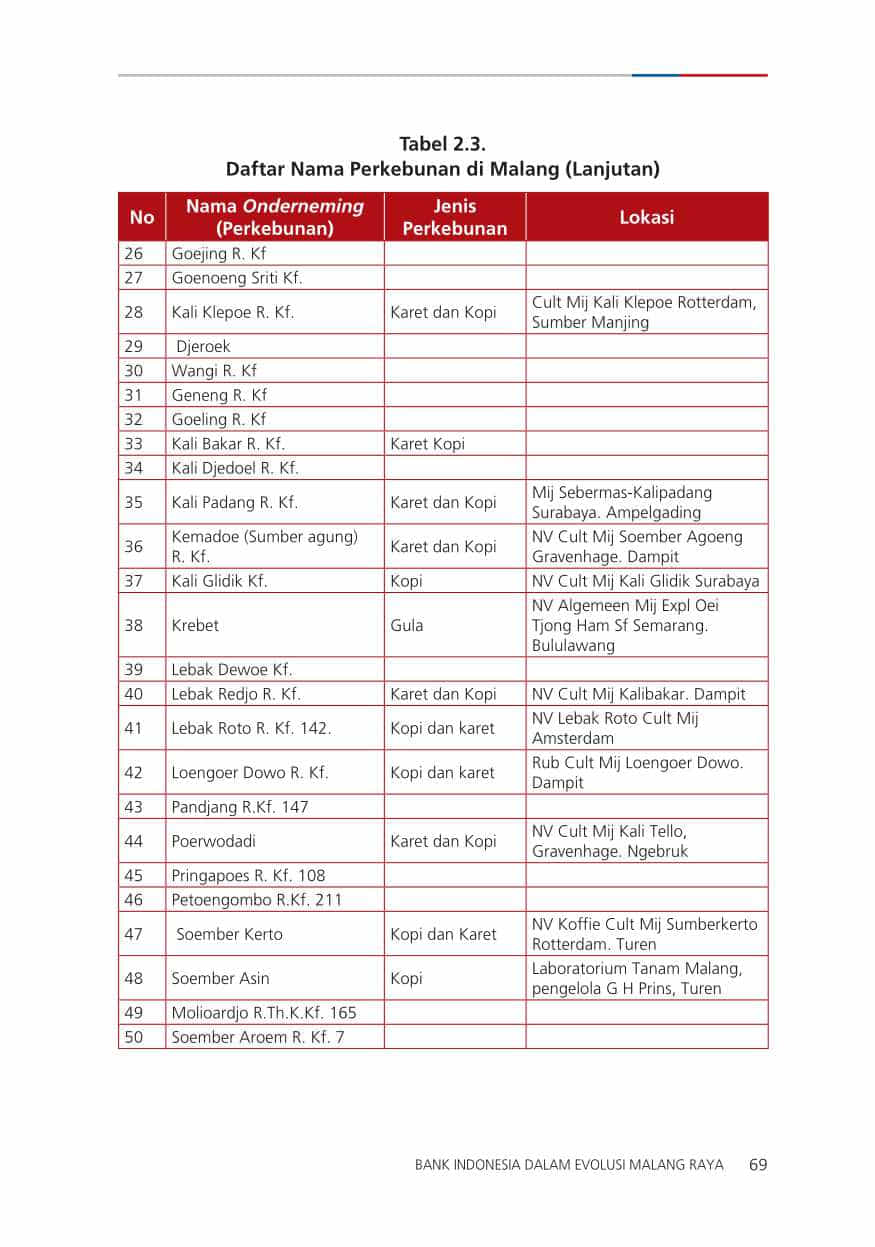 Tabel 2.3.
Daftar Nama Perkebunan di Malang (Lanjutan)
No
Nama Onderneming
(Perkebunan)
Jenis
Perkebunan
Lokasi
26 Goejing R. Kf
27 Goenoeng Sriti Kf.
28 Kali Klepoe R. Kf. Karet dan Kopi Cult Mij Kali Klepoe Rotterdam,
Sumber Manjing
29 Djeroek
30 Wangi R. Kf
31 Geneng R. Kf
32 Goeling R. Kf
33 Kali Bakar R. Kf. Karet Kopi
34 Kali Djedoel R. Kf.
35 Kali Padang R. Kf. Karet dan Kopi Mij Sebermas-Kalipadang
Surabaya. Ampelgading
36 Kemadoe (Sumber agung)
R. Kf. Karet dan Kopi NV Cult Mij Soember Agoeng
Gravenhage. Dampit
37 Kali Glidik Kf. Kopi NV Cult Mij Kali Glidik Surabaya
38 Krebet Gula NV Algemeen Mij Expl Oei
Tjong Ham Sf Semarang.
Bululawang
39 Lebak Dewoe Kf.
40 Lebak Redjo R. Kf. Karet dan Kopi NV Cult Mij Kalibakar. Dampit
41 Lebak Roto R. Kf. 142. Kopi dan karet NV Lebak Roto Cult Mij
Amsterdam
42 Loengoer Dowo R. Kf. Kopi dan karet Rub Cult Mij Loengoer Dowo.
Dampit
43 Pandjang R.Kf. 147
44 Poerwodadi Karet dan Kopi NV Cult Mij Kali Tello,
Gravenhage. Ngebruk
45 Pringapoes R. Kf. 108
46 Petoengombo R.Kf. 211
47 Soember Kerto Kopi dan Karet NV Koffie Cult Mij Sumberkerto
Rotterdam. Turen
48 Soember Asin Kopi Laboratorium Tanam Malang,
pengelola G H Prins, Turen
49 Molioardjo R.Th.K.Kf. 165
50 Soember Aroem R. Kf. 7
BANK INDONESIA DALAM EVOLUSI MALANG RAYA 69